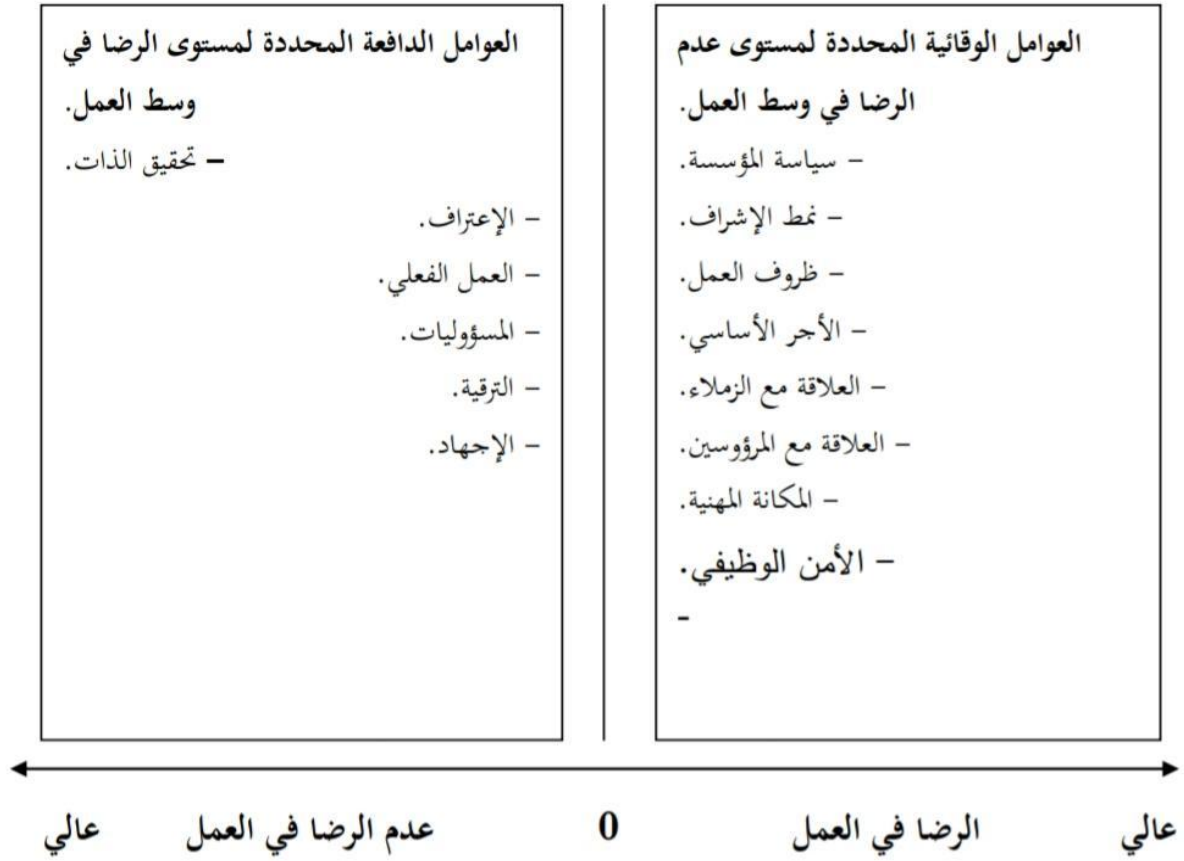 العوامل الوقائية المحددة لمستوى عدم
الرضا في وسط العمل.
– سياسة المؤسسة.
– نمط الإشراف.
– ظروف العمل.
– الأجر الأساسي.
– العلاقة مع الزملاء.
– العلاقة مع المرؤوسين.
– المكانة المهنية.
– الأمن الوظيفي.
-
العوامل الدافعة المحددة لمستوى الرضا في
وسط العمل.
– تحقيق الذات.
– الإعتراف.
– العمل الفعلي.
– المسؤوليات.
– الترقية.
– الإجهاد.
عالي الرضا في العمل 0 عدم الرضا في العمل عالي